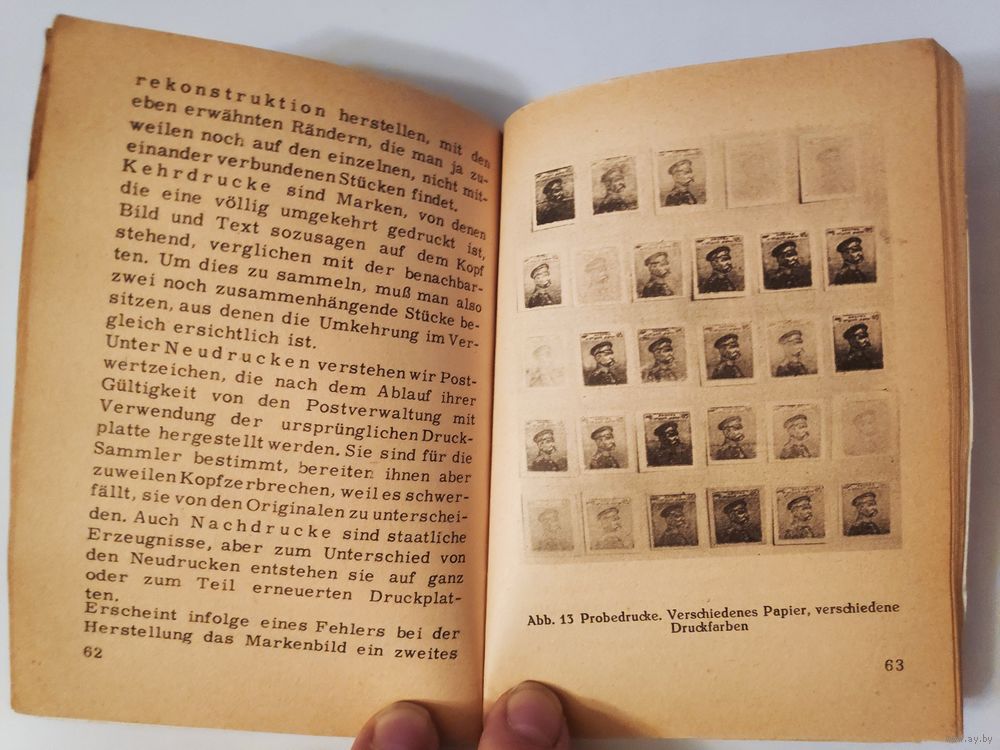 rekonstruktion herstellen, mit den
eben erwähnten Rändern, die man ja zu-
weilen noch auf den einzelnen, nicht mit-
einander verbundenen Stücken findet.
Kehrdrucke sind Marken, von denen
die eine völlig umgekehrt gedruckt ist,
Bild und Text sozusagen auf dem Kopf
stehend, verglichen mit der benachbar-
ten. Um dies zu sammeln, muß man also
zwei noch zusammenhängende Stücke be-
sitzen, aus denen die Umkehrung im Ver-
gleich ersichtlich ist.
Unter Neudrucken verstehen wir Post-
wertzeichen, die nach dem Ablauf ihrer
Gültigkeit von den Postverwaltung mit
Verwendung der ursprünglichen Druck-
platte hergestellt werden. Sie sind für die
Sammler bestimmt, bereiten ihnen aber
zuweilen Kopfzerbrechen, weil es schwer-
fällt, sie von den Originalen zu unterschei-
den. Auch Nachdrucke sind staatliche
Erzeugnisse, aber zum Unterschied von
den Neudrucken entstehen sie auf ganz
oder zum Teil erneuerten Druckplat-
ten.
Erscheint infolge eines Fehlers bei der
Herstellung das Markenbild ein zweites
62
Abb. 13 Probedrucke. Verschiedenes Papier, verschiedene
Druckfarben
63